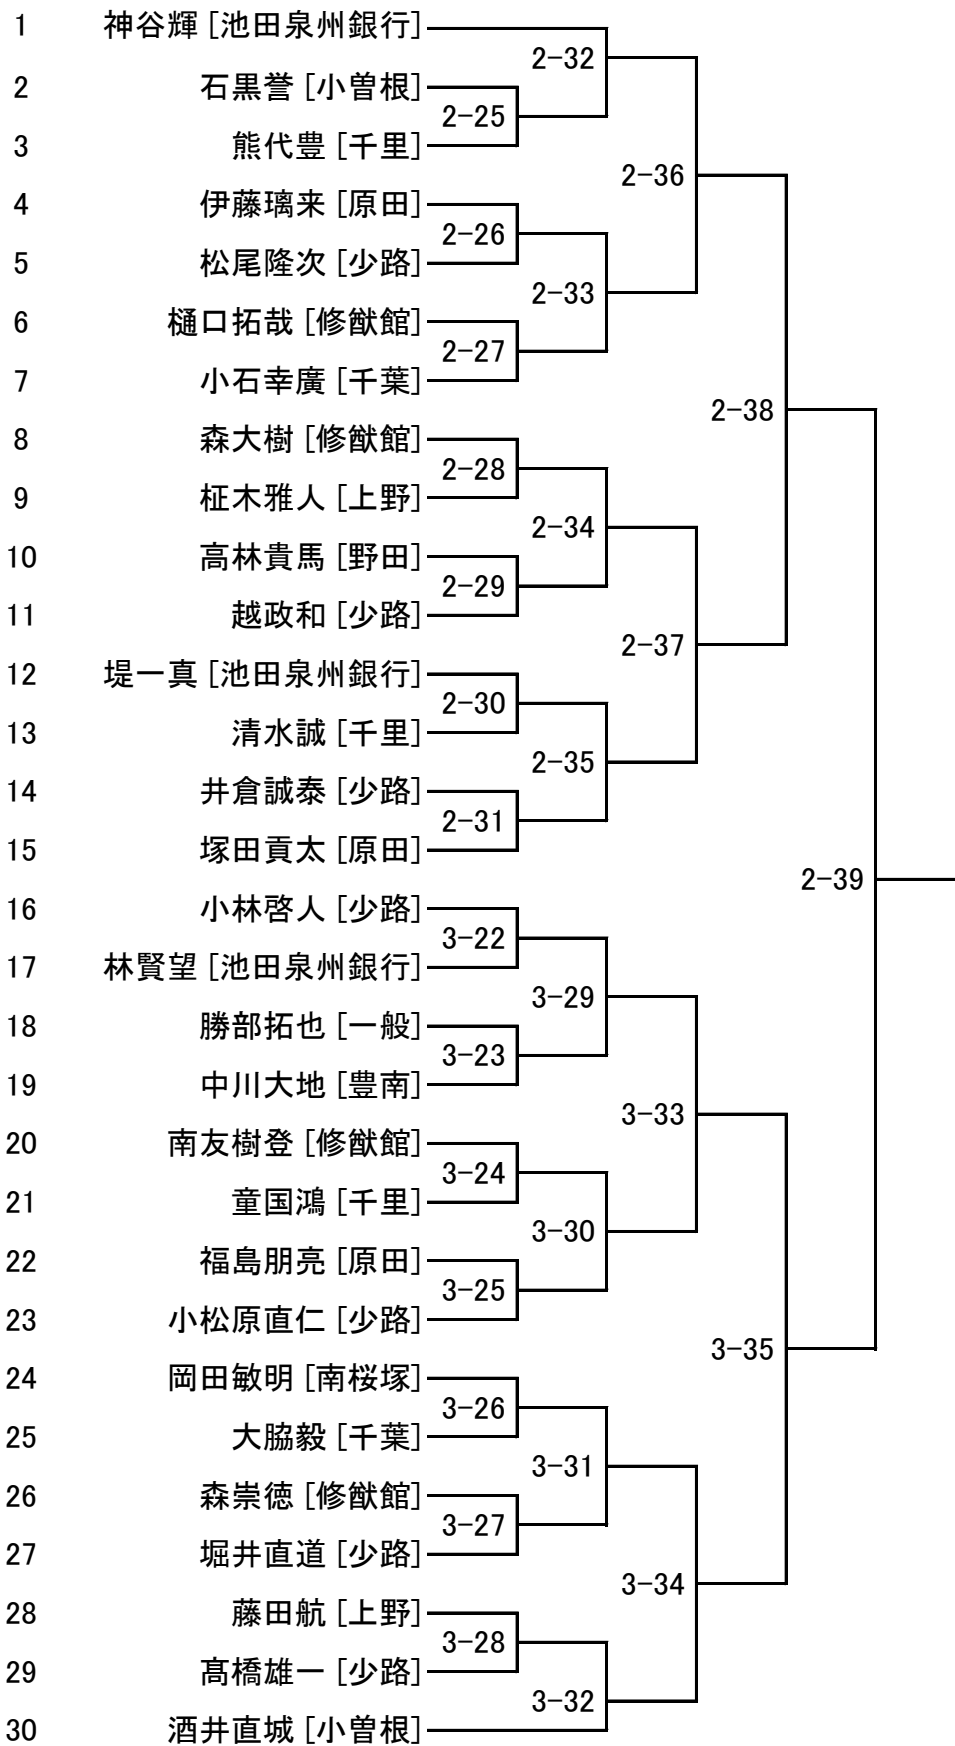 1 神谷輝 [池田泉州銀行]
2-32
2 石黒誉 [小曽根]
2-25
3 熊代豊 [千里]
2-36
4 伊藤璃来 [原田]
2-26
5 松尾隆次 [少路]
2-33
6 樋口拓哉 [修猷館]
2-27
7 小石幸廣 [千葉]
2-38
8 森大樹 [修猷館]
2-28
9 柾木雅人 [上野]
2-34
10 高林貴馬 [野田]
2-29
11 越政和 [少路]
2-37
12 堤一真 [池田泉州銀行]
2-30
13 清水誠 [千里]
2-35
14 井倉誠泰 [少路]
2-31
15 塚田貢太 [原田]
2-39
16 小林啓人 [少路]
3-22
17 林賢望 [池田泉州銀行]
3-29
18 勝部拓也 [一般]
3-23
19 中川大地 [豊南]
3-33
20 南友樹登 [修猷館]
3-24
21 童国鴻 [千里]
3-30
22 福島朋亮 [原田]
3-25
23 小松原直仁 [少路]
3-35
24 岡田敏明 [南桜塚]
3-26
25 大脇毅 [千葉]
3-31
26 森崇徳 [修猷館]
3-27
27 堀井直道 [少路]
3-34
28 藤田航 [上野]
3-28
29 髙橋雄一 [少路]
3-32
30 酒井直城 [小曽根]